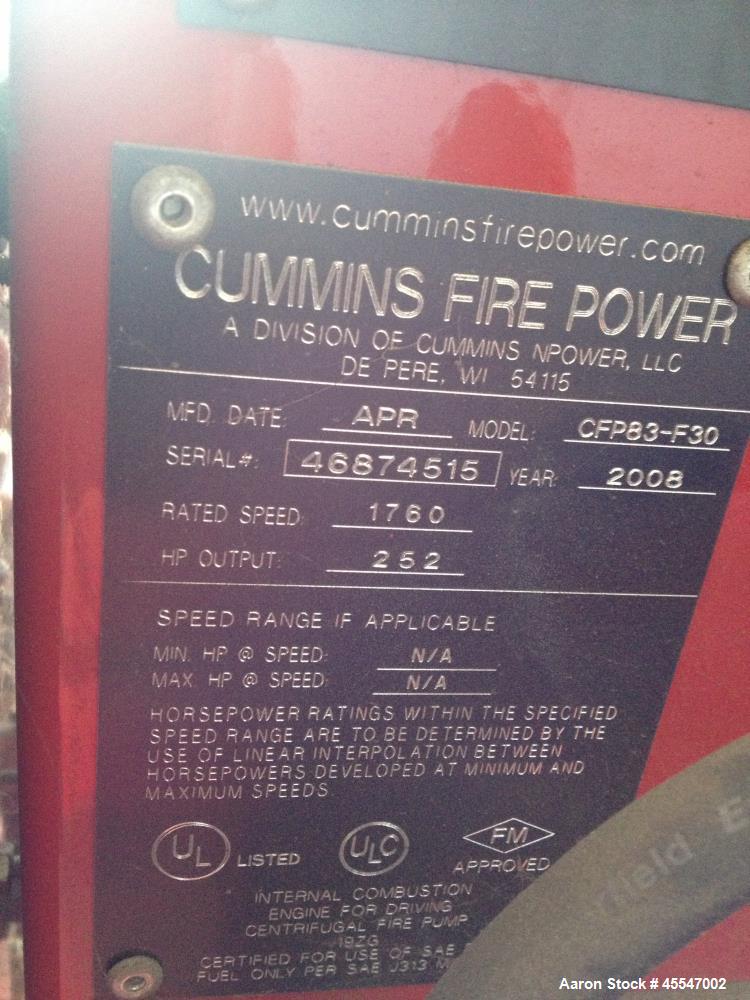 www.cumminsfirepower.com
CUMMINS FIRE POWER
A DIVISION OF CUMMINS NPOWER, LLC
DE PERE, WI 54115
MFD. DATE: APR MODEL: CFP83-F30
SERIAL#: 46874515 YEAR: 2008
RATED SPEED: 1760
HP OUTPUT: 252
SPEED RANGE IF APPLICABLE
MIN. HP @ SPEED: N/A
MAX. HP @ SPEED: N/A
HORSEPOWER RATINGS WITHIN THE SPECIFIED
SPEED RANGE ARE TO BE DETERMINED BY THE
USE OF LINEAR INTERPOLATION BETWEEN
HORSEPOWERS DEVELOPED AT MINIMUM AND
MAXIMUM SPEEDS.
UL LISTED ULC FM
APPROVED
INTERNAL COMBUSTION
ENGINE FOR DRIVING
CENTRIFUGAL FIRE PUMP
19ZG
CERTIFIED FOR USE OF SAE
FUEL ONLY PER SAE J313
Aaron Stock # 45547002